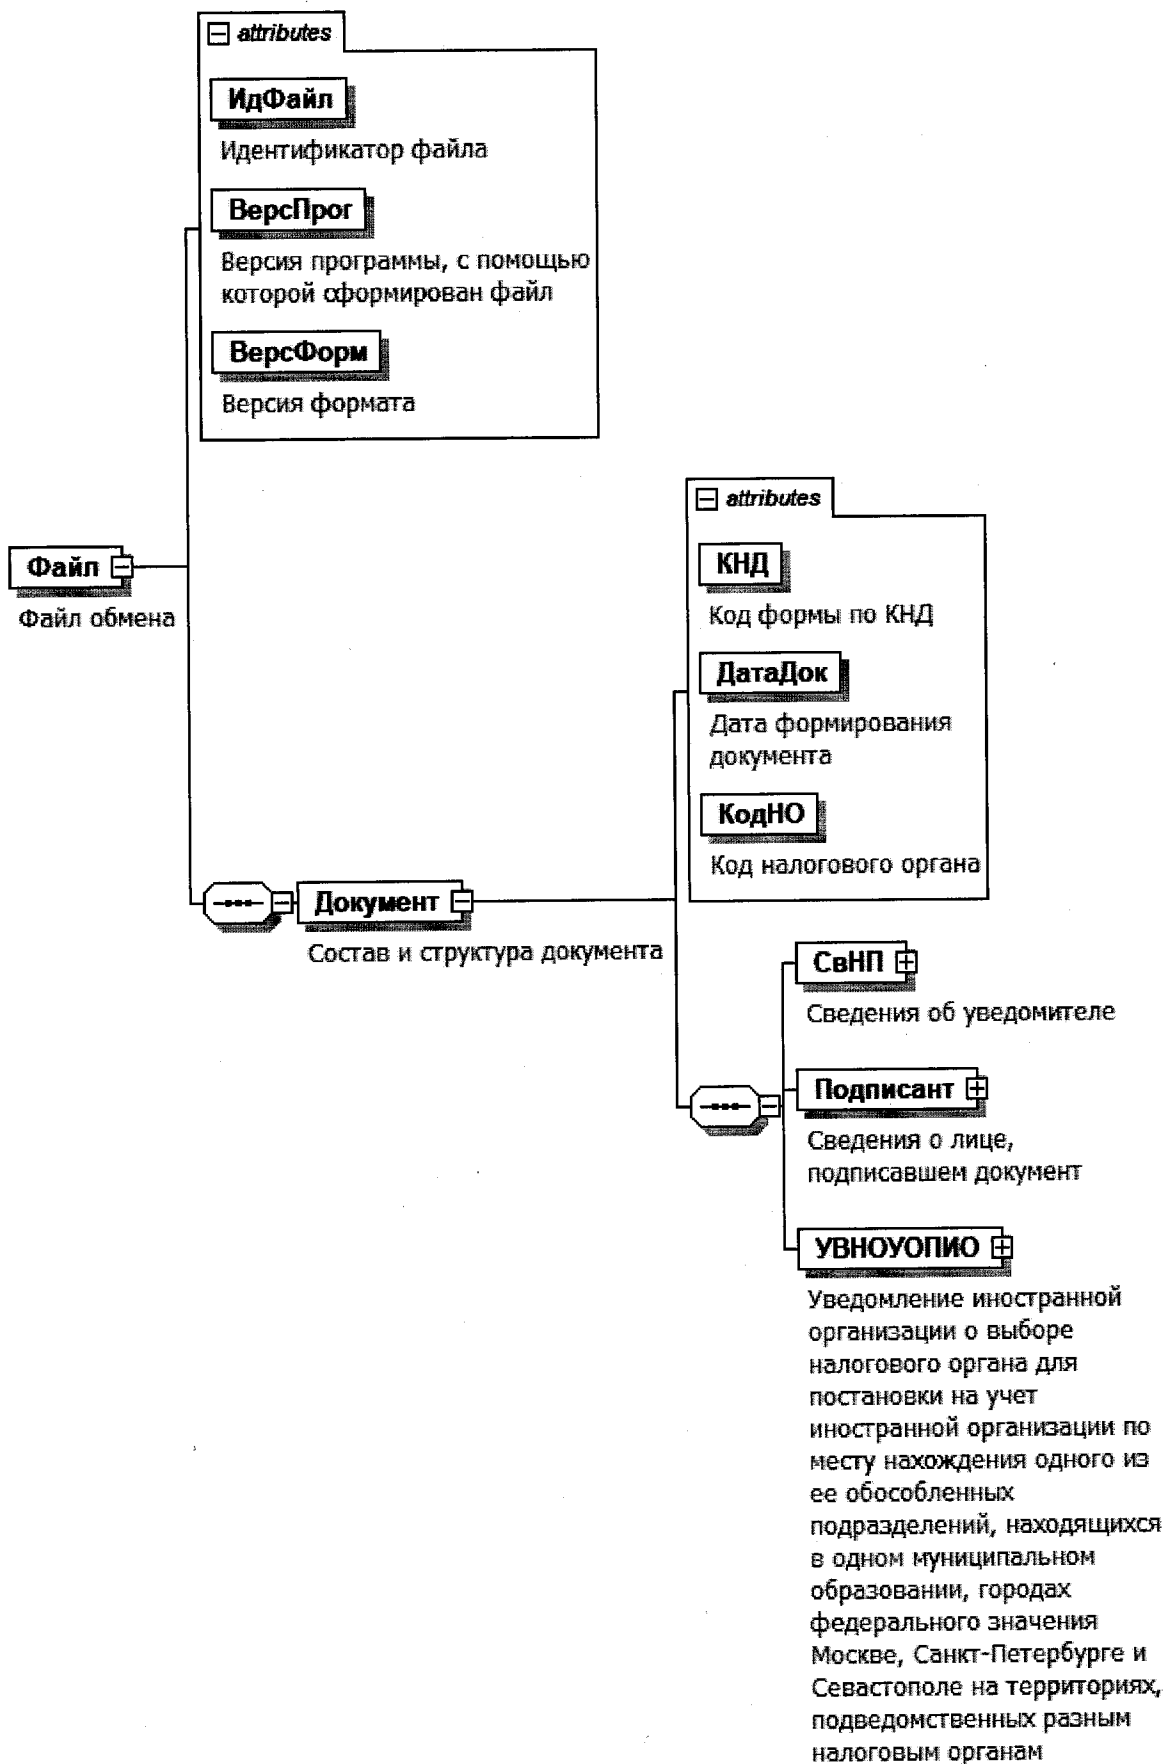 attributes
ИдФайл
Идентификатор файла
ВерсПрог
Версия программы, с помощью
которой сформирован файл
ВерсФорм
Версия формата
Файл
Файл обмена
attributes
КНД
Код формы по КНД
ДатаДок
Дата формирования
документа
КодНО
Код налогового органа
Документ
Состав и структура документа
СвНП
Сведения об уведомителе
Подписант
Сведения о лице,
подписавшем документ
УВНОУОПИО
Уведомление иностранной
организации о выборе
налогового органа для
постановки на учет
иностранной организации по
месту нахождения одного из
ее обособленных
подразделений, находящихся
в одном муниципальном
образовании, городах
федерального значения
Москве, Санкт-Петербурге и
Севастополе на территориях,
подведомственных разным
налоговым органам